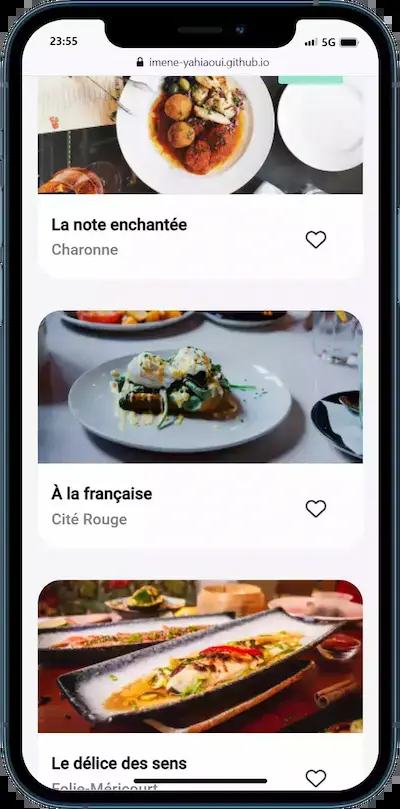 23:55
5G
imene-yahiaoui.github.io
La note enchantée
Charonne
À la française
Cité Rouge
Le délice des sens
Folie-Méricourt